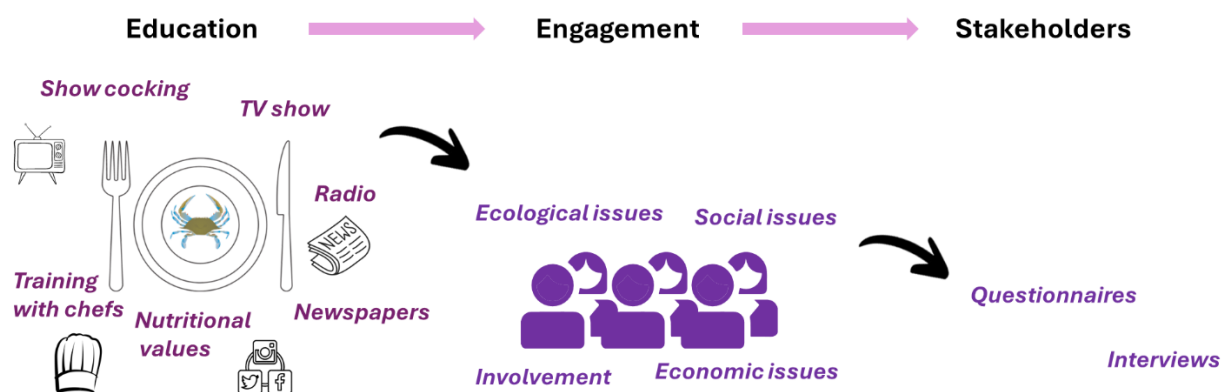 Education
Engagement
Stakeholders
Show cocking
TV show
Radio
NEWS
Training
with chefs
Nutritional
values
Newspapers
Ecological issues
Social issues
Involvement
Economic issues
Questionnaires
Interviews